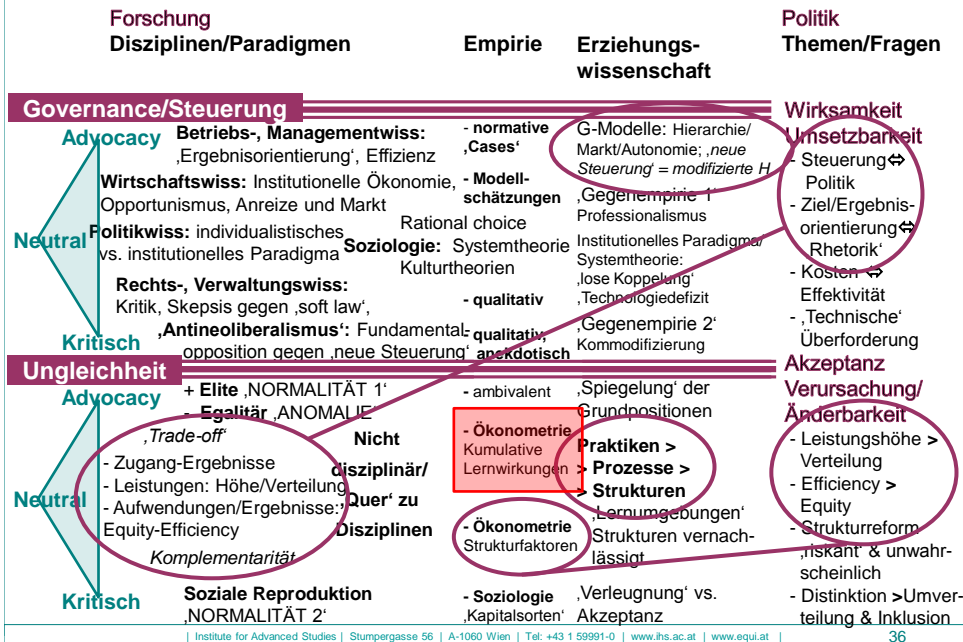 Forschung
Disziplinen/Paradigmen
Empirie
Erziehungs-
wissenschaft
Politik
Themen/Fragen
Governance/Steuerung
Advocacy
Neutral
Kritisch
Betriebs-, Managementwiss:
‚Ergebnisorientierung‘, Effizienz
Wirtschaftswiss: Institutionelle Ökonomie,
Opportunismus, Anreize und Markt
Politikwiss: individualistisches
vs. institutionelles Paradigma
Rational choice
Soziologie: Systemtheorie
Kulturtheorien
Rechts-, Verwaltungswiss:
Kritik, Skepsis gegen ‚soft law‘,
‚Antineoliberalismus‘: Fundamental-
opposition gegen ‚neue Steuerung‘
- normative
‚Cases‘
- Modell-
schätzungen
- qualitativ
- qualitativ,
anekdotisch
G-Modelle: Hierarchie/
Markt/Autonomie; ‚neue
Steuerung‘ = modifizierte H
‚Gegenempirie 1‘
Professionalismus
Institutionelles Paradigma/
Systemtheorie:
‚lose Koppelung‘
‚Technologiedefizit
‚Gegenempirie 2‘
Kommodifizierung
Wirksamkeit
Umsetzbarkeit
- Steuerung⇔
Politik
- Ziel/Ergebnis-
orientierung⇔
Rhetorik‘
- Kosten ⇔
Effektivität
- ‚Technische‘
Überforderung
Ungleichheit
Advocacy
Neutral
Kritisch
+ Elite ‚NORMALITÄT 1‘
- Egalitär ‚ANOMALIE‘
‚Trade-off‘
- Zugang-Ergebnisse
- Leistungen: Höhe/Verteilung
- Aufwendungen/Ergebnisse:
Equity-Efficiency
Komplementarität
Nicht
disziplinär/
‚Quer‘ zu
Disziplinen
Soziale Reproduktion
‚NORMALITÄT 2‘
- ambivalent
- Ökonometrie
Kumulative
Lernwirkungen
- Ökonometrie
Strukturfaktoren
- Soziologie
‚Kapitalsorten‘
‚Spiegelung‘ der
Grundpositionen
Praktiken >
> Prozesse >
> Strukturen
‚Lernumgebungen‘
Strukturen vernach-
lässigt
‚Verleugnung‘ vs.
Akzeptanz
Akzeptanz
Verursachung/
Änderbarkeit
- Leistungshöhe >
Verteilung
- Efficiency >
Equity
- Strukturreform
‚riskant‘ & unwahr-
scheinlich
- Distinktion >Umver-
teilung & Inklusion
| Institute for Advanced Studies | Stumpergasse 56 | A-1060 Wien | Tel: +43 1 59991-0 | www.ihs.ac.at | www.equi.at |
36